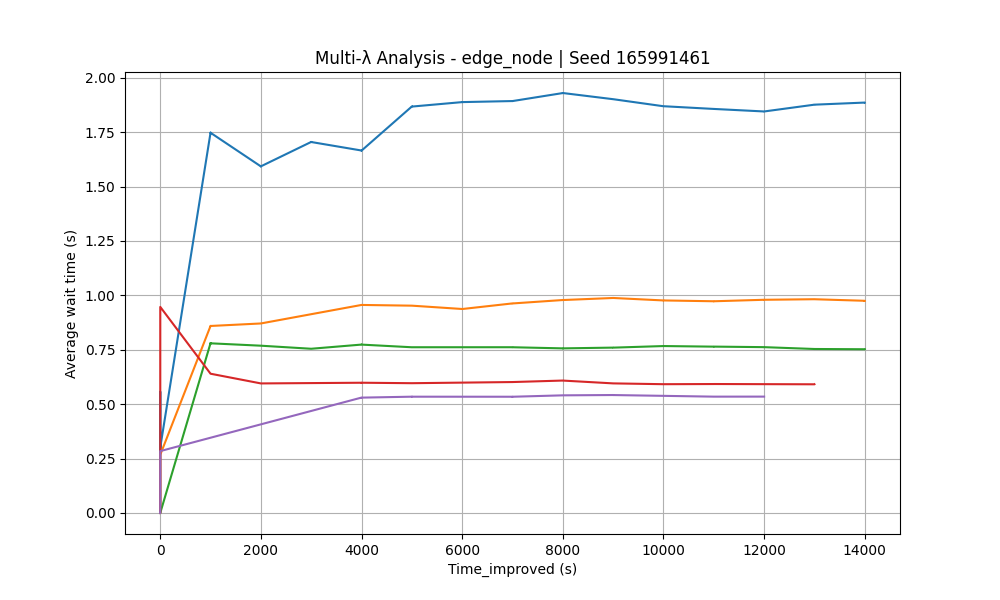 Multi-λ Analysis - edge_node | Seed 165991461
Average wait time (s)
2.00
1.75
1.50
1.25
1.00
0.75
0.50
0.25
0.00
0 2000 4000 6000 8000 10000 12000 14000
Time_improved (s)